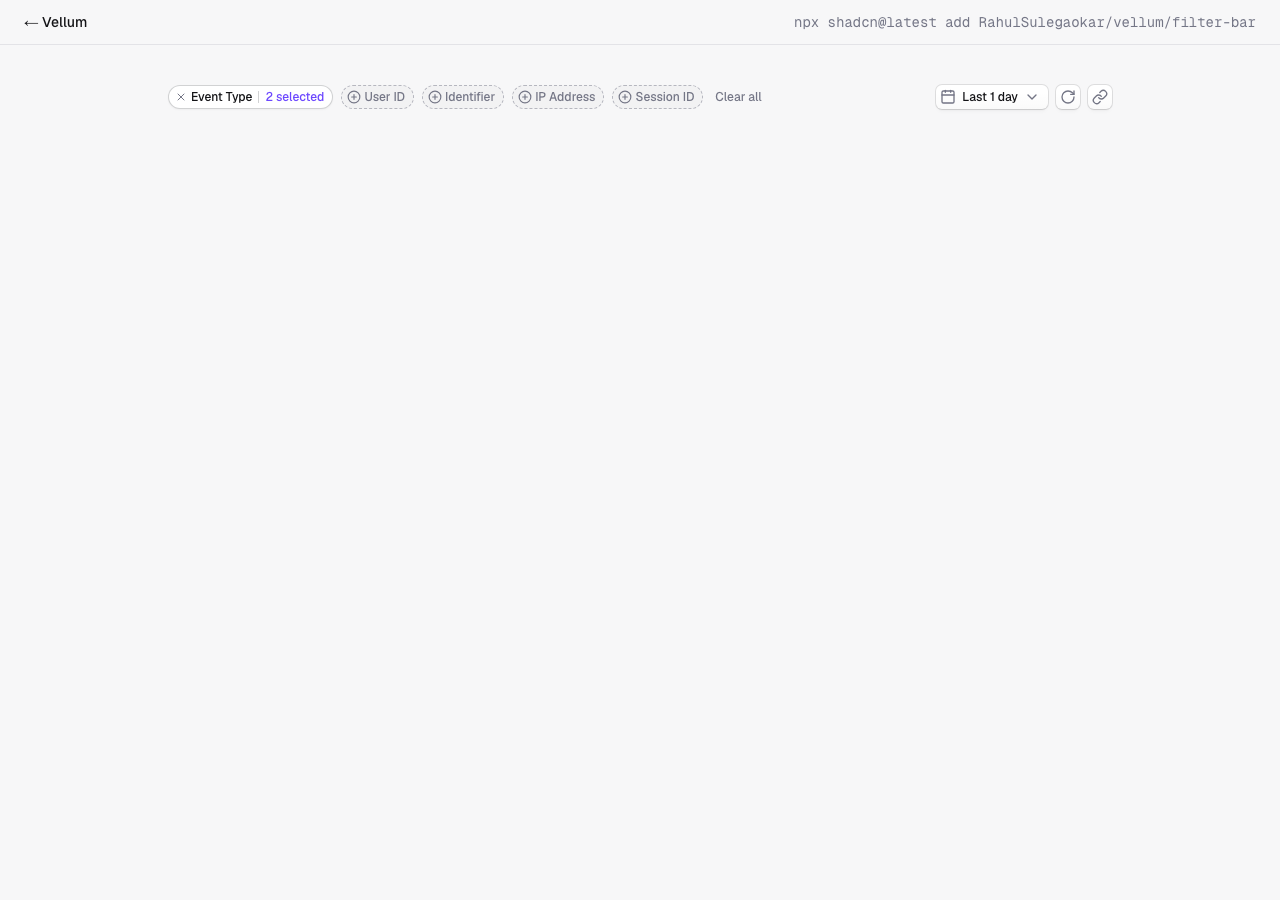 ← Vellum
npx shadcn@latest add RahulSulegaokar/vellum/filter-bar
Event Type 2 selected User ID Identifier IP Address Session ID Clear all Last 1 day